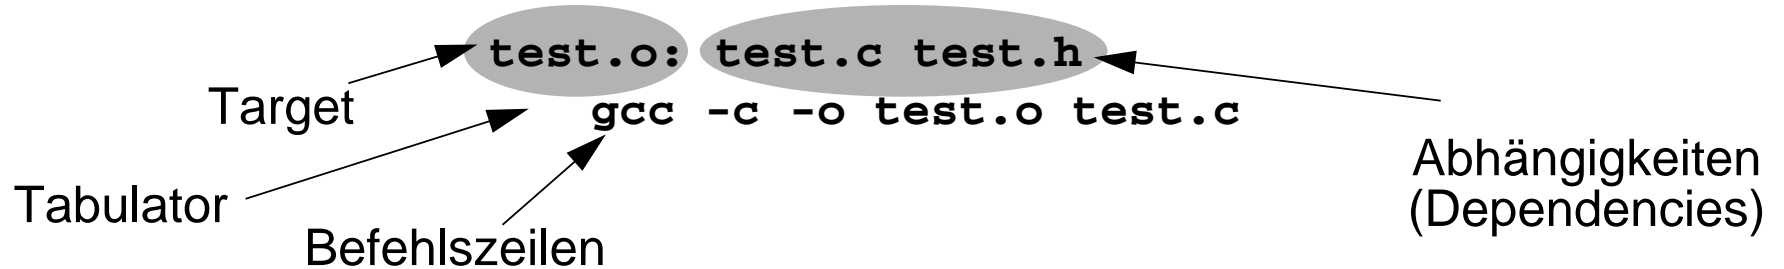 test.o: test.c test.h
Target
gcc -c -o test.o test.c
Abhängigkeiten
(Dependencies)
Tabulator
Befehlszeilen